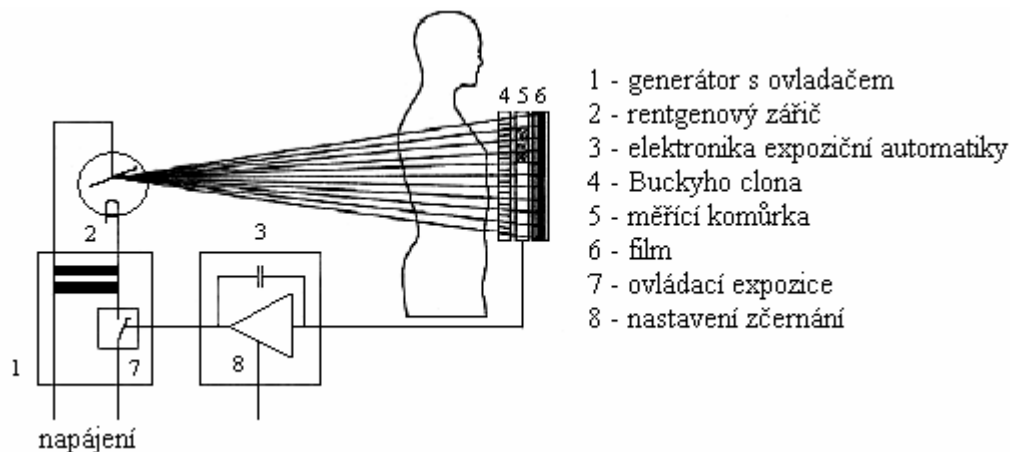 4 5 6
2
3
1
7
8
napájení
1 - generátor s ovladačem
2 - rentgenový zářič
3 - elektronika expoziční automatiky
4 - Buckyho clona
5 - měřící komůrka
6 - film
7 - ovládací expozice
8 - nastavení zčernání